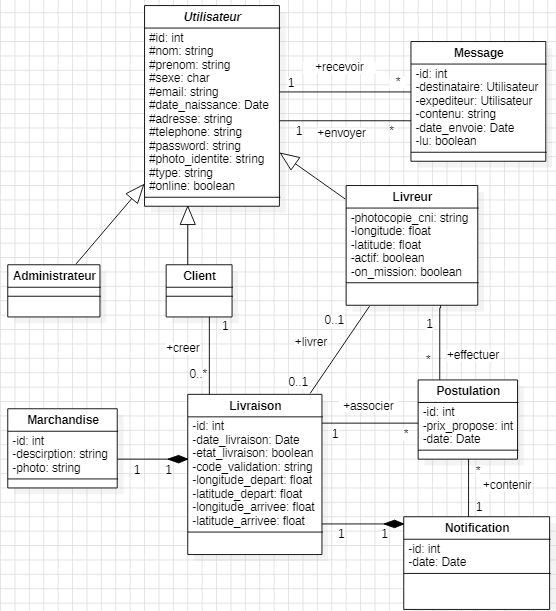 Utilisateur
#id: int
#nom: string
#prenom: string
#sexe: char
#email: string
#date_naissance: Date
#adresse: string
#telephone: string
#password: string
#photo_identite: string
#type: string
#online: boolean
+recevoir
1
*
1
+envoyer
*
Message
-id: int
-destinataire: Utilisateur
-expediteur: Utilisateur
-contenu: string
-date_envoie: Date
-lu: boolean
Livreur
-photocopie_cni: string
-longitude: float
-latitude: float
-actif: boolean
-on_mission: boolean
Administrateur
Client
1
+creer
0..*
0..1
+livrer
0..1
1
+effectuer
*
Marchandise
-id: int
-descirption: string
-photo: string
1
1
Livraison
-id: int
-date_livraison: Date
-etat_livraison: boolean
-code_validation: string
-longitude_depart: float
-latitude_depart: float
-longitude_arrivee: float
-latitude_arrivee: float
+associer
1
*
Postulation
-id: int
-prix_propose: int
-date: Date
*
+contenir
1
1
1
Notification
-id: int
-date: Date